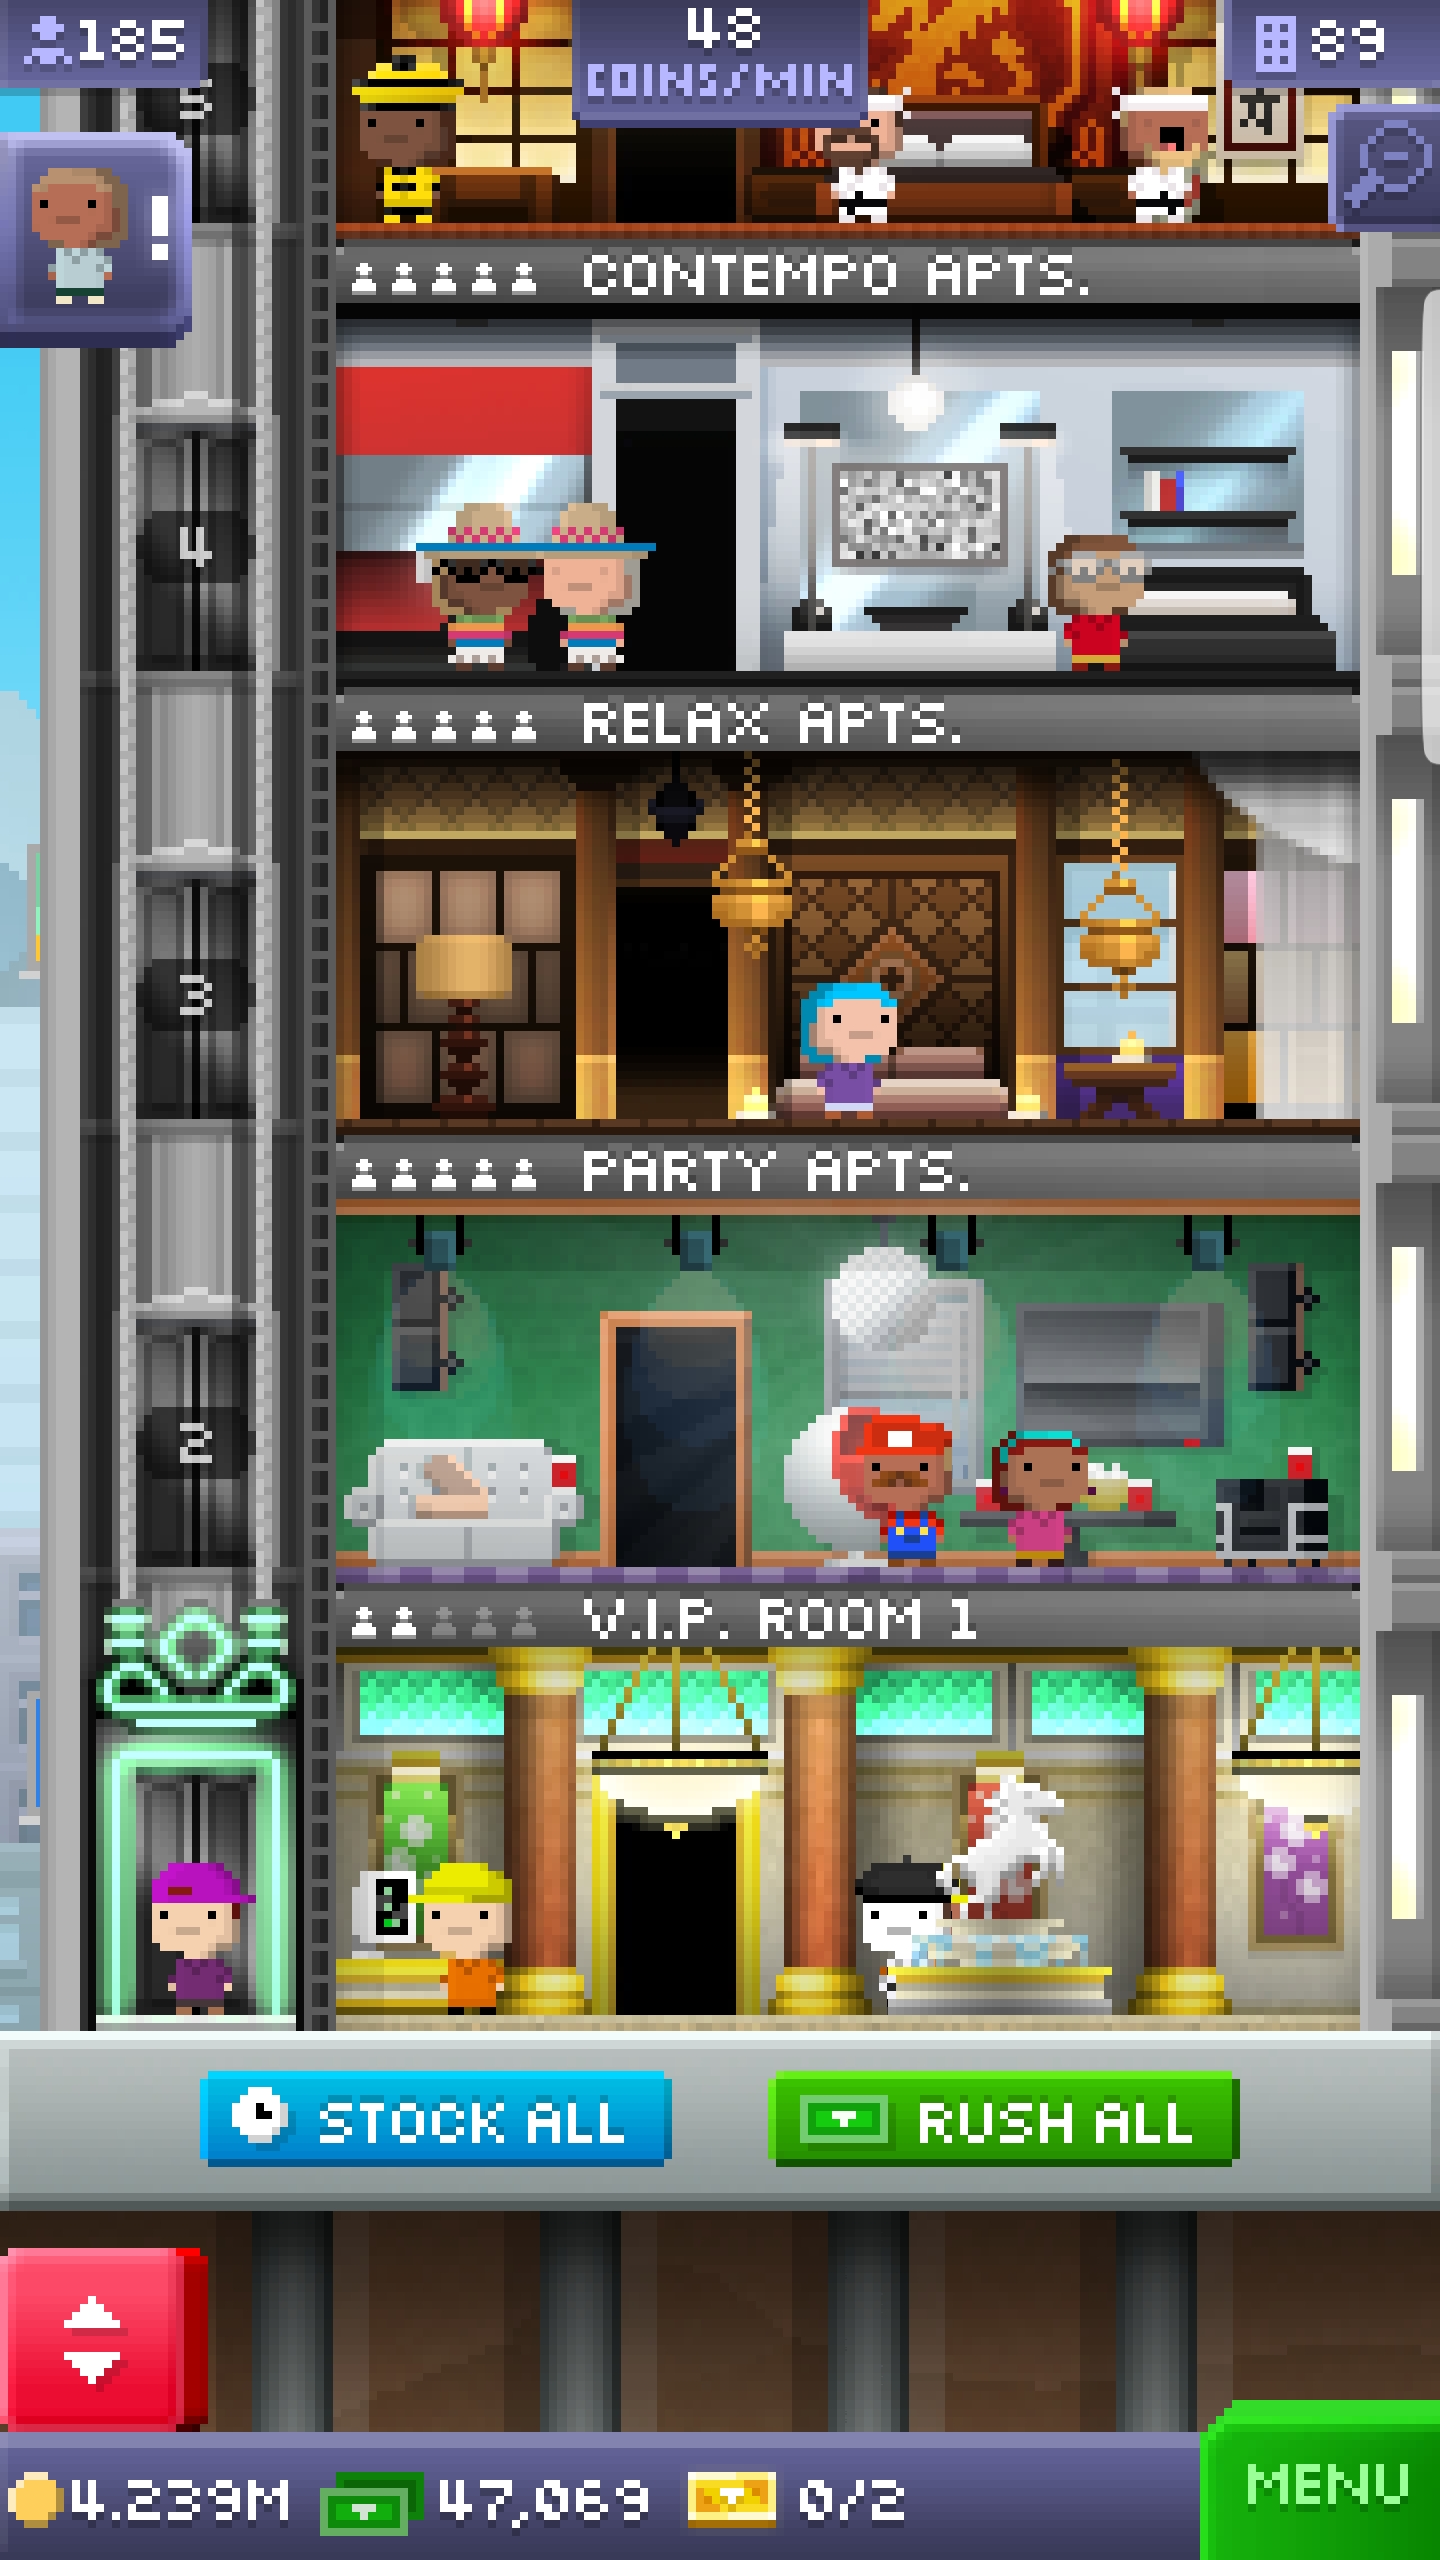 185
48
COINS/MIN
89
5
!
CONTEMPO APTS.
4
RELAX APTS.
3
PARTY APTS.
2
V.I.P. ROOM 1
STOCK ALL
RUSH ALL
4.239M
47,069
0/2
MENU